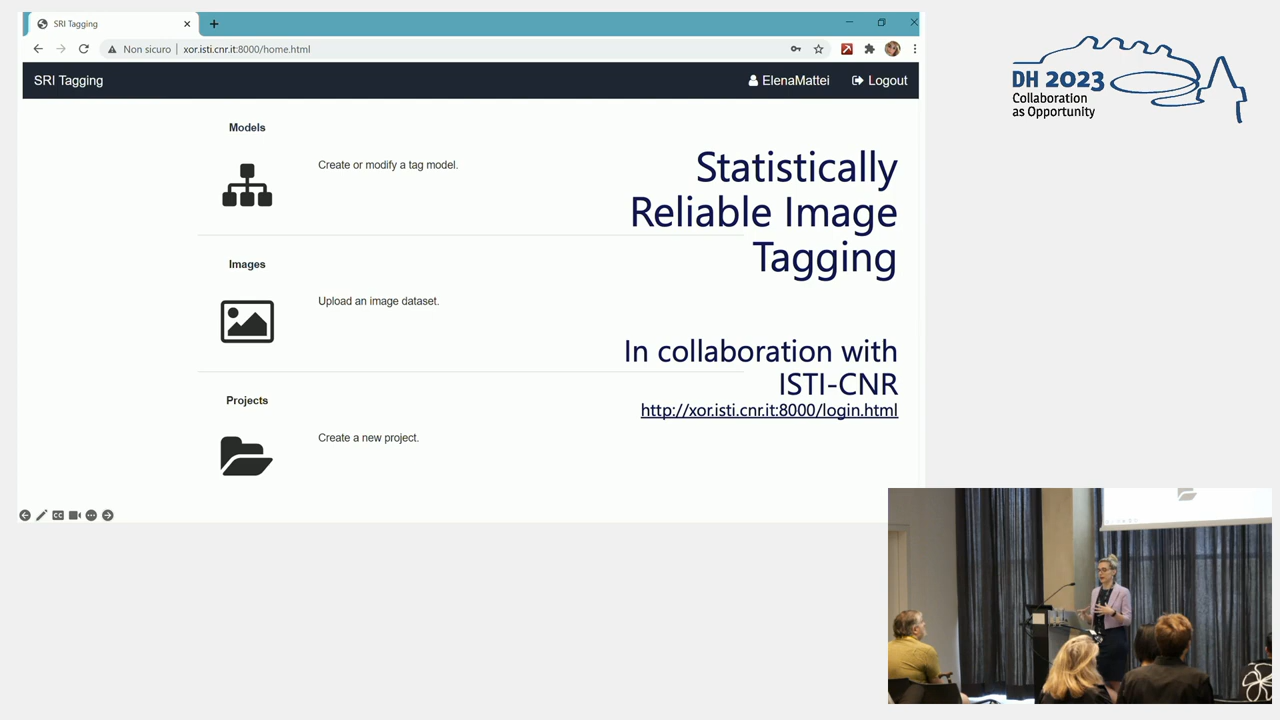 SRI Tagging
Non sicuro
xor.isti.cnr.it:8000/home.html
SRI Tagging
ElenaMattei
Logout
Models
Create or modify a tag model.
Images
Upload an image dataset.
Projects
Create a new project.
Statistically
Reliable Image
Tagging
In collaboration with
ISTI-CNR
http://xor.isti.cnr.it:8000/login.html
CC
DH 2023
Collaboration
as Opportunity